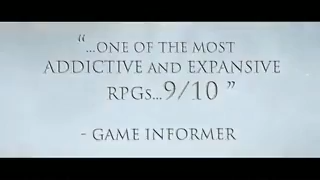 “...ONE OF THE MOST
ADDICTIVE AND EXPANSIVE
RPGS...9/10 ”
- GAME INFORMER